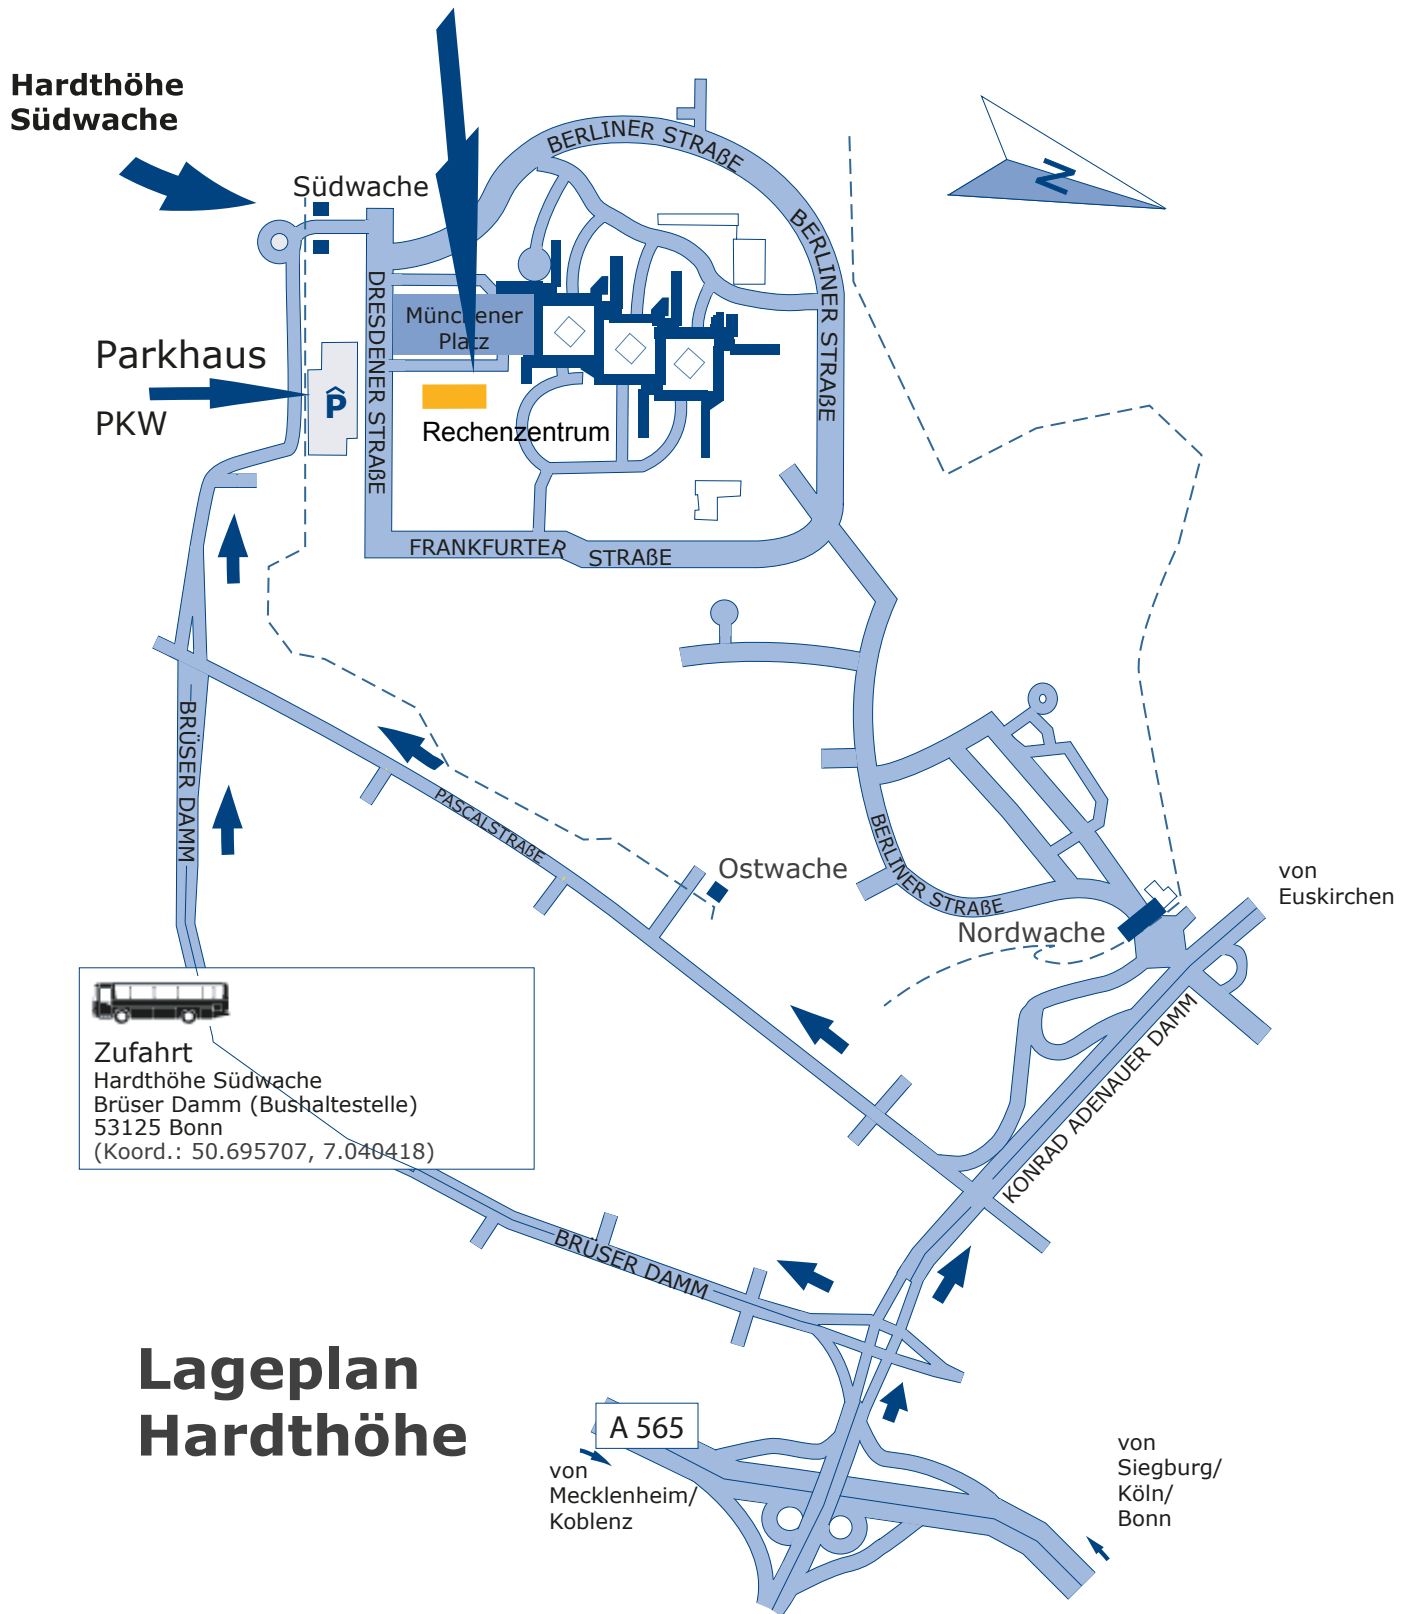 Hardthöhe
Südwache
Südwache
BERLINER STRAßE
BERLINER STRAßE
N
DRESDENER STRAßE
Münchener
Platz
Parkhaus
PKW
P
Rechenzentrum
FRANKFURTER STRAßE
BRÜSER DAMM
PASCALSTRAßE
Ostwache
BERLINER STRAßE
Nordwache
von
Euskirchen
KONRAD ADENAUER DAMM
Zufahrt
Hardthöhe Südwache
Brüser Damm (Bushaltestelle)
53125 Bonn
(Koord.: 50.695707, 7.040418)
BRÜSER DAMM
Lageplan
Hardthöhe
A 565
von
Mecklenheim/
Koblenz
von
Siegburg/
Köln/
Bonn